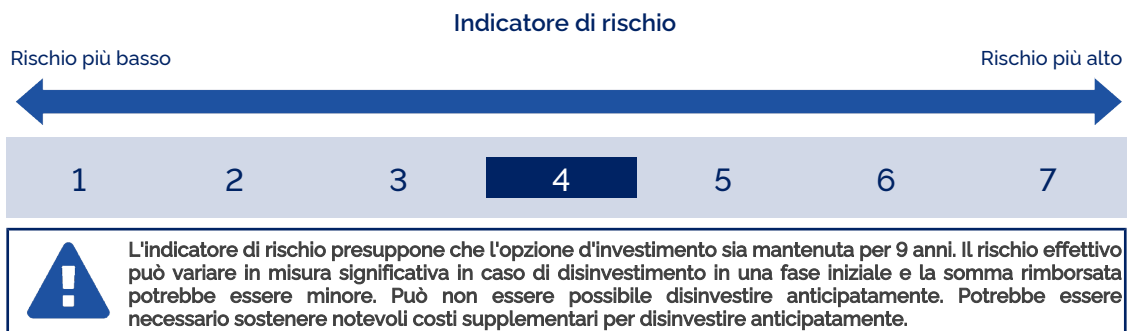 Indicatore di rischio
Rischio più basso
Rischio più alto
1 2 3 4 5 6 7
L'indicatore di rischio presuppone che l'opzione d'investimento sia mantenuta per 9 anni. Il rischio effettivo
può variare in misura significativa in caso di disinvestimento in una fase iniziale e la somma rimborsata
potrebbe essere minore. Può non essere possibile disinvestire anticipatamente. Potrebbe essere
necessario sostenere notevoli costi supplementari per disinvestire anticipatamente.